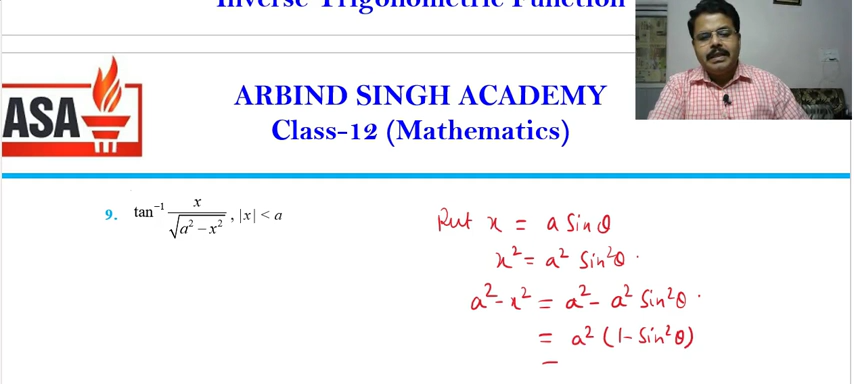 Inverse Trigonometric Function
ASA
ARBIND SINGH ACADEMY
Class-12 (Mathematics)
9. tan⁻¹ x/√(a² − x²), |x| < a
Put x = a Sinθ
x² = a² Sin²θ.
a² - x² = a² - a² Sin²θ.
= a² (1 - Sin²θ)
=